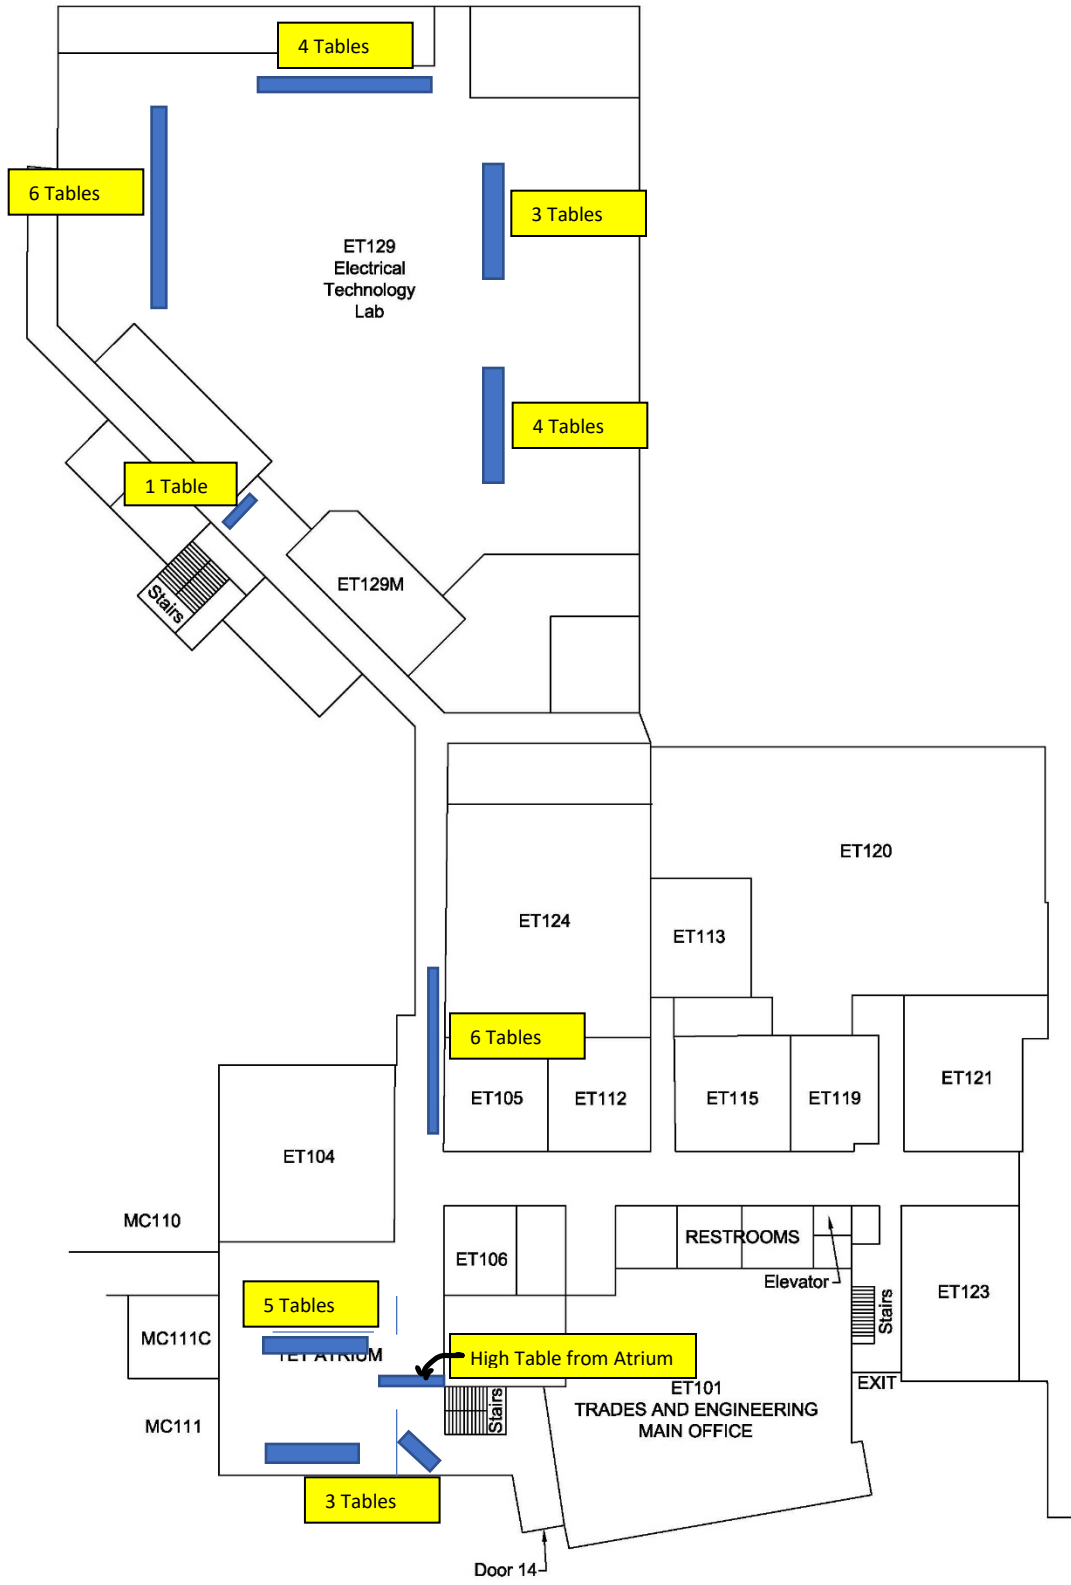 4 Tables
6 Tables
3 Tables
ET129
Electrical
Technology
Lab
4 Tables
1 Table
ET129M
Stairs
ET120
ET124
ET113
6 Tables
ET105
ET112
ET115
ET119
ET121
ET104
MC110
RESTROOMS
ET106
Elevator
ET123
5 Tables
Stairs
MC111C
TET ATRIUM
High Table from Atrium
EXIT
ET101
TRADES AND ENGINEERING
MAIN OFFICE
Stairs
MC111
3 Tables
Door 14